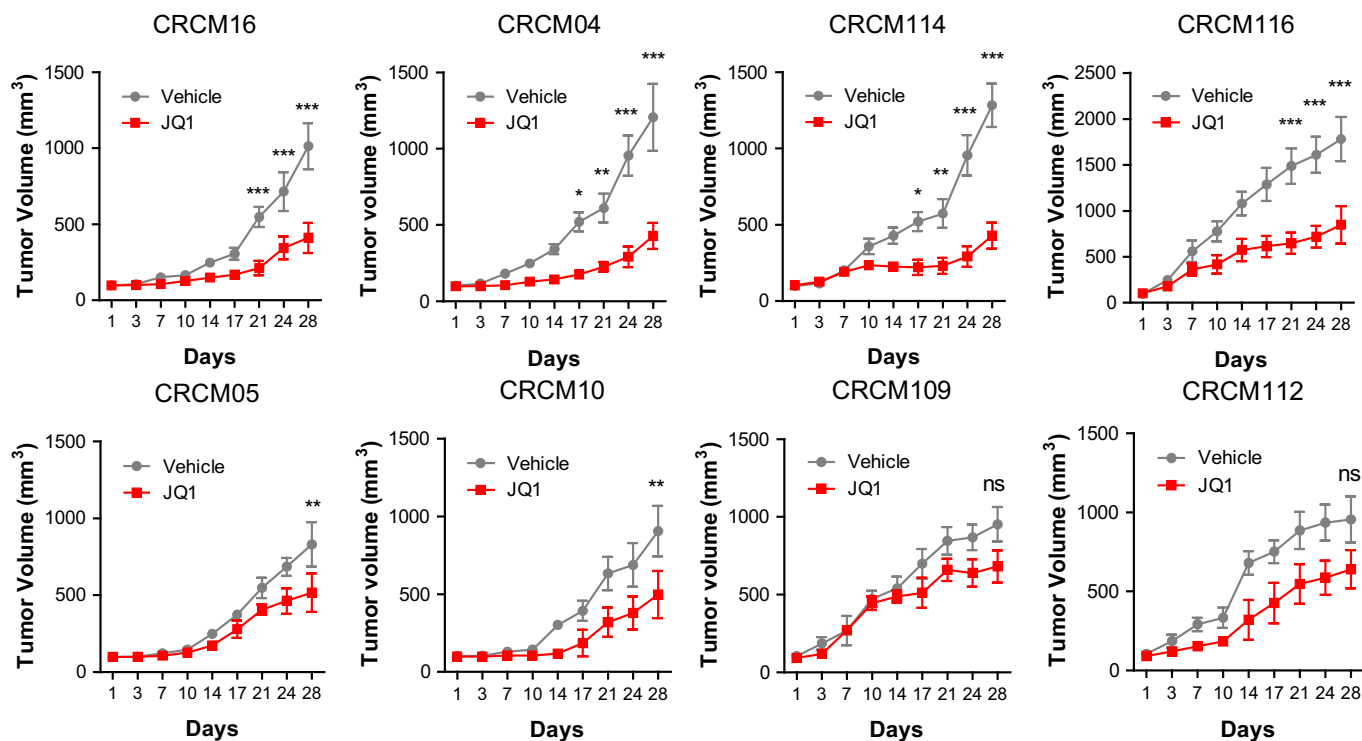 CRCM16
Tumor Volume (mm³)
1500
1000
500
0
Vehicle
JQ1
***
***
***
1 3 7 10 14 17 21 24 28
Days
CRCM04
Tumor volume (mm³)
1500
1000
500
0
Vehicle
JQ1
*
**
***
***
1 3 7 10 14 17 21 24 28
Days
CRCM114
Tumor Volume (mm³)
1500
1000
500
0
Vehicle
JQ1
*
**
***
***
1 3 7 10 14 17 21 24 28
Days
CRCM116
Tumor Volume (mm³)
2500
2000
1500
1000
500
0
Vehicle
JQ1
***
***
***
1 3 7 10 14 17 21 24 28
Days
CRCM05
Tumor Volume (mm³)
1500
1000
500
0
Vehicle
JQ1
**
1 3 7 10 14 17 21 24 28
Days
CRCM10
Tumor Volume (mm³)
1500
1000
500
0
Vehicle
JQ1
**
1 3 7 10 14 17 21 24 28
Days
CRCM109
Tumor Volume (mm³)
1500
1000
500
0
Vehicle
JQ1
ns
1 3 7 10 14 17 21 24 28
Days
CRCM112
Tumor Volume (mm³)
1500
1000
500
0
Vehicle
JQ1
ns
1 3 7 10 14 17 21 24 28
Days